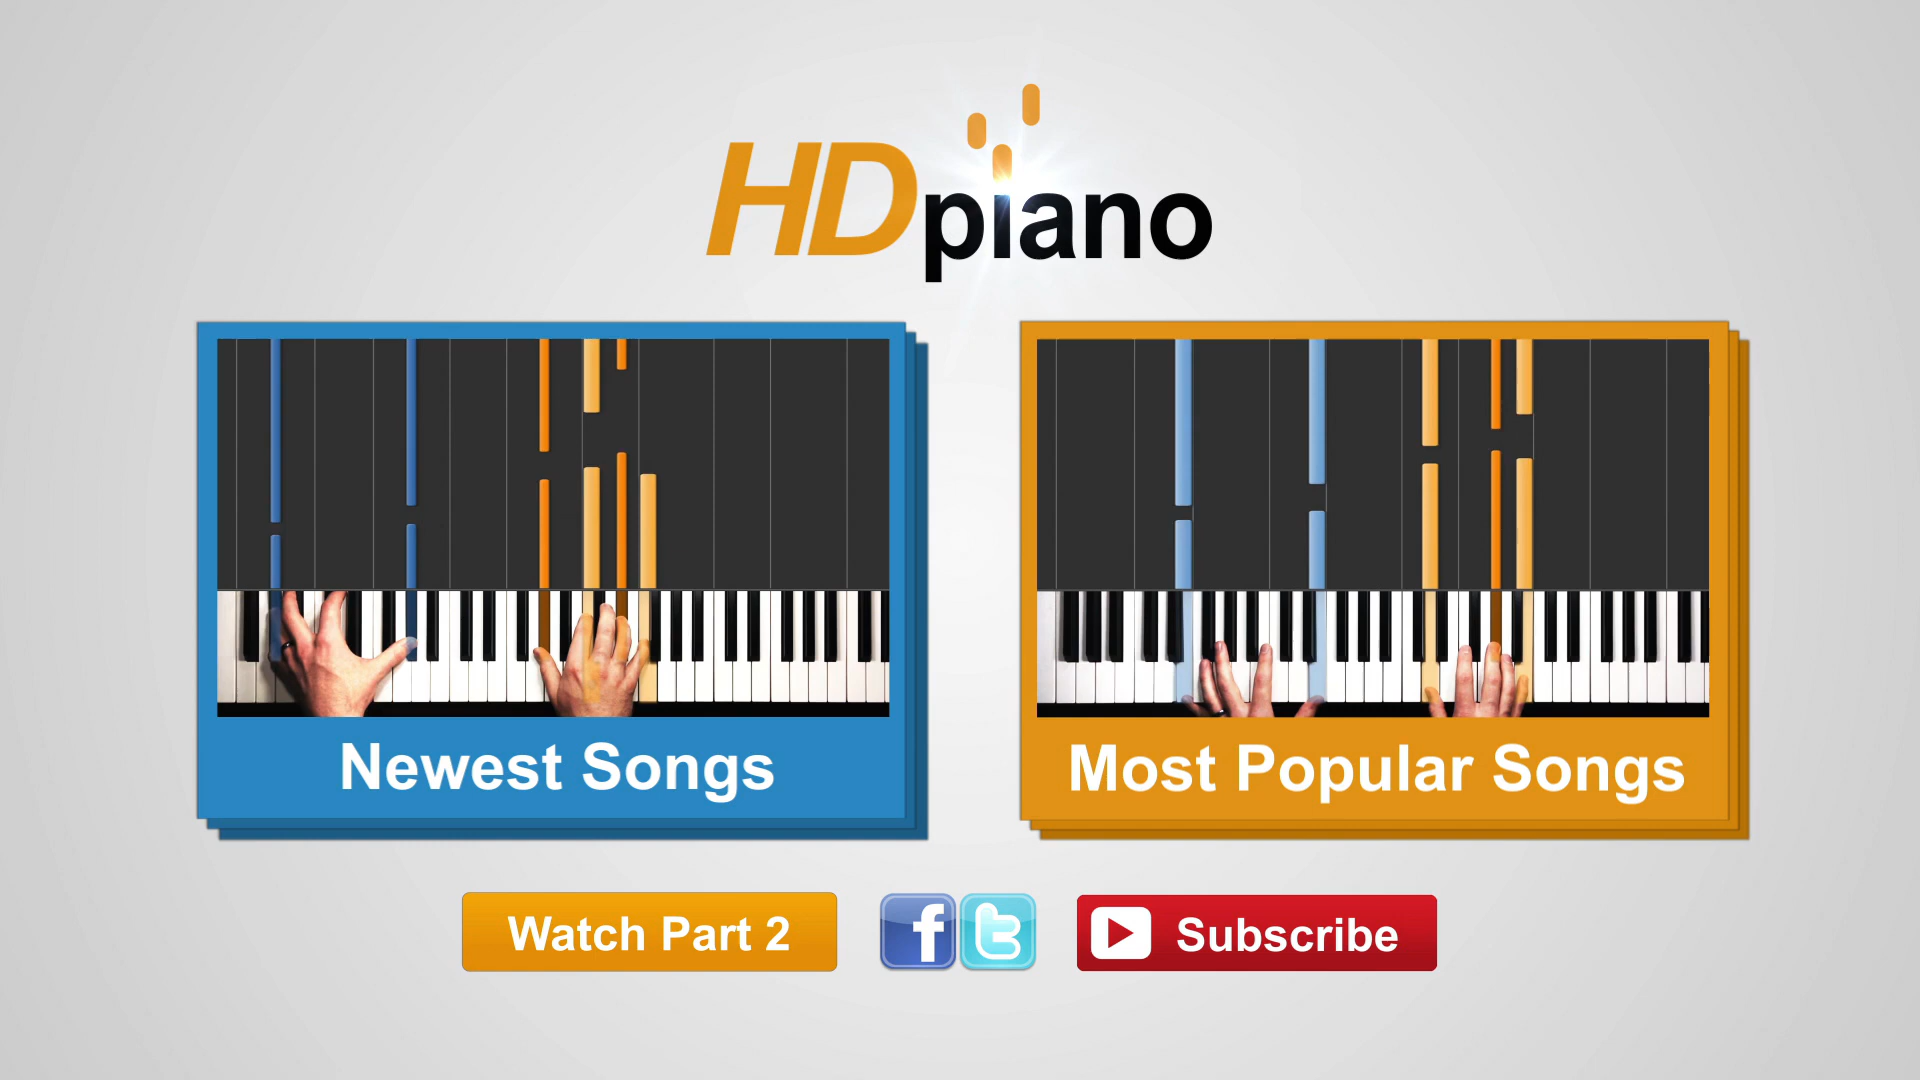 HDpiano
Newest Songs
Most Popular Songs
Watch Part 2
f
t
Subscribe